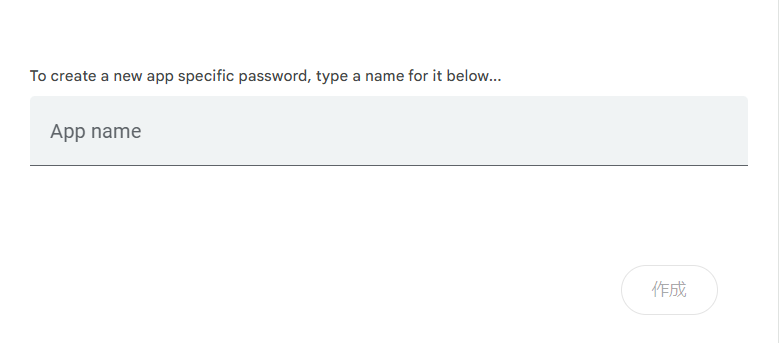 To create a new app specific password, type a name for it below...
App name
作成